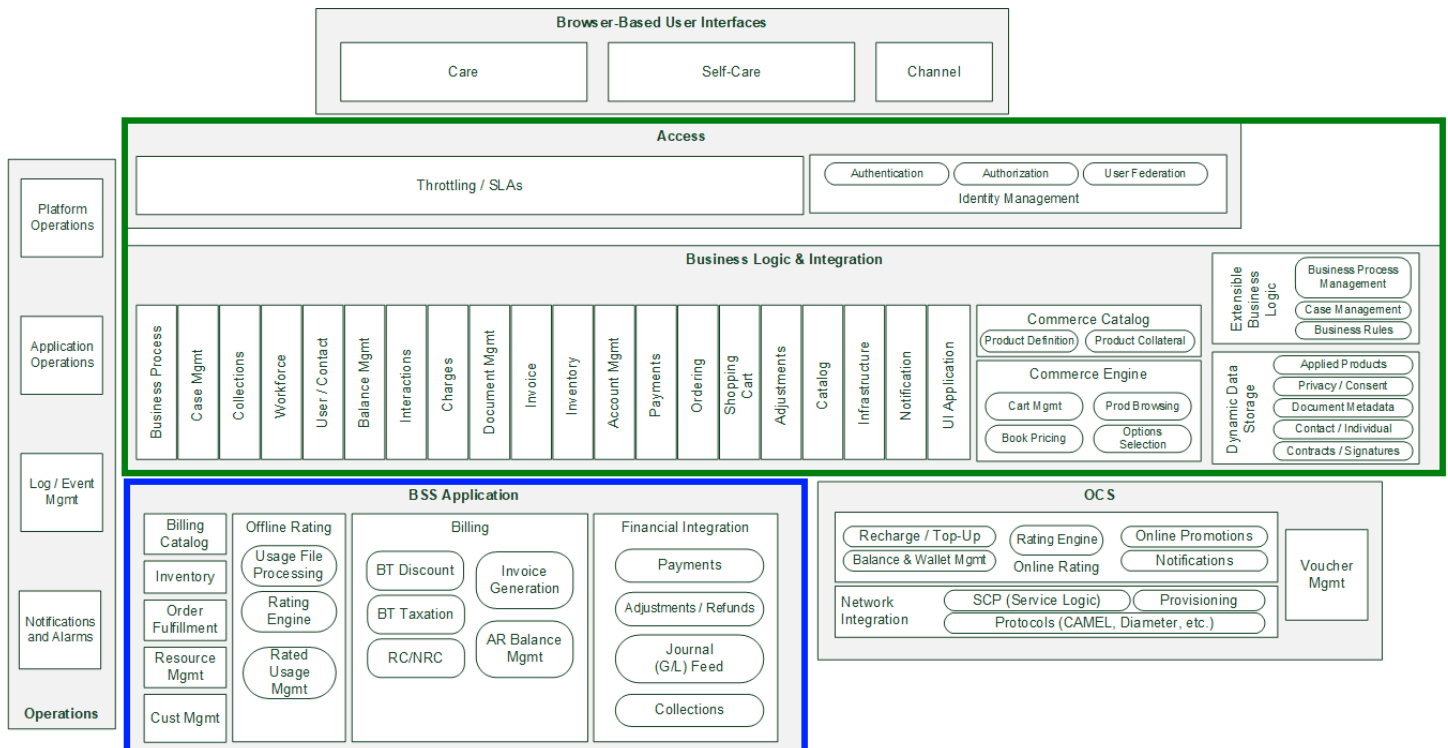 Browser-Based User Interfaces
Care
Self-Care
Channel
Access
Throttling / SLAs
Authentication
Authorization
User Federation
Identity Management
Platform
Operations
Application
Operations
Log / Event
Mgmt
Notifications
and Alarms
Operations
Business Logic & Integration
Business Process
Case Mgmt
Collections
Workforce
User / Contact
Balance Mgmt
Interactions
Charges
Document Mgmt
Invoice
Inventory
Account Mgmt
Payments
Ordering
Shopping
Cart
Adjustments
Catalog
Infrastructure
Notification
UI Application
Commerce Catalog
Product Definition
Product Collateral
Commerce Engine
Cart Mgmt
Prod Browsing
Book Pricing
Options
Selection
Extensible
Business
Logic
Business Process
Management
Case Management
Business Rules
Dynamic Data
Storage
Applied Products
Privacy / Consent
Document Metadata
Contact / Individual
Contracts / Signatures
BSS Application
Billing
Catalog
Inventory
Order
Fulfillment
Resource
Mgmt
Cust Mgmt
Offline Rating
Usage File
Processing
Rating
Engine
Rated
Usage
Mgmt
Billing
BT Discount
BT Taxation
RC/NRC
Invoice
Generation
AR Balance
Mgmt
Financial Integration
Payments
Adjustments / Refunds
Journal
(G/L) Feed
Collections
OCS
Recharge / Top-Up
Balance & Wallet Mgmt
Rating Engine
Online Rating
Online Promotions
Notifications
Network
Integration
SCP (Service Logic)
Provisioning
Protocols (CAMEL, Diameter, etc.)
Voucher
Mgmt